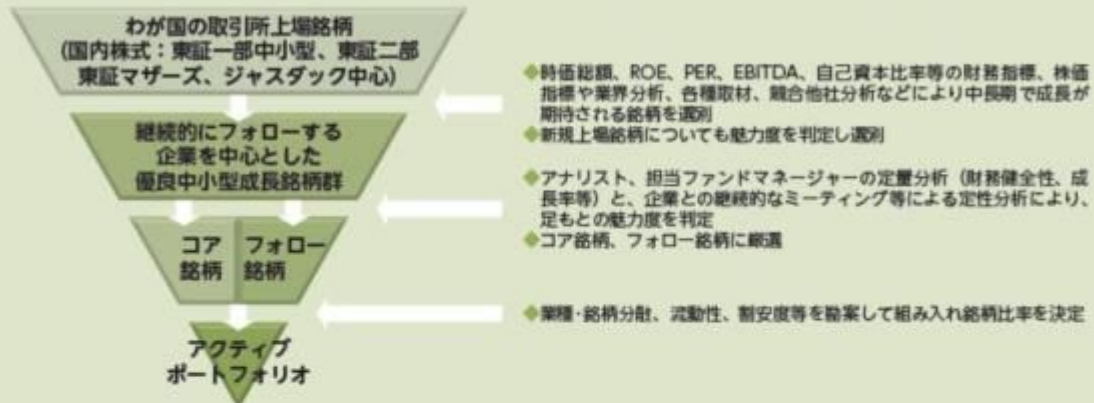 わが国の取引所上場銘柄
(国内株式：東証一部中小型、東証二部
東証マザーズ、ジャスダック中心)
◆時価総額、ROE、PER、EBITDA、自己資本比率等の財務指標、株価
指標や業界分析、各種取材、競合他社分析などにより中長期で成長が
期待される銘柄を選別
◆新規上場銘柄についても魅力度を判定し選別
継続的にフォローする
企業を中心とした
優良中小型成長銘柄群
◆アナリスト、担当ファンドマネージャーの定量分析（財務健全性、成
長率等）と、企業との継続的なミーティング等による定性分析により、
足もとの魅力度を判定
◆コア銘柄、フォロー銘柄に厳選
コア
銘柄
フォロー
銘柄
◆業種・銘柄分散、流動性、割安度等を勘案して組み入れ銘柄比率を決定
アクティブ
ポートフォリオ